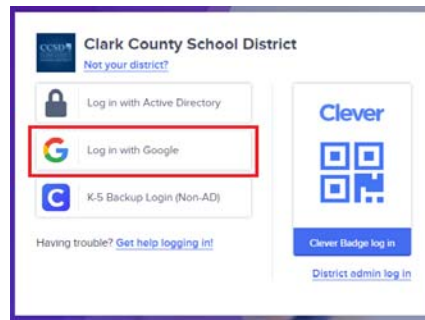 CCSD
Clark County School District
Not your district?
Log in with Active Directory
G
Log in with Google
C
K-5 Backup Login (Non-AD)
Having trouble? Get help logging in!
Clever
Clever Badge log in
District admin log in